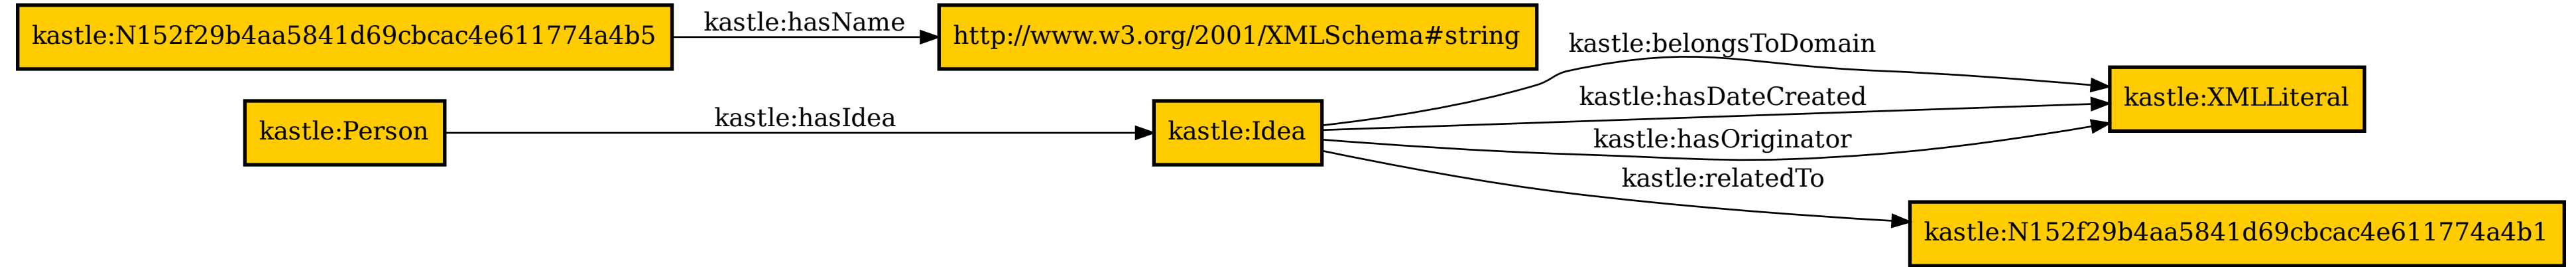 kastle:N152f29b4aa5841d69cbcac4e611774a4b5
kastle:hasName
http://www.w3.org/2001/XMLSchema#string
kastle:belongsToDomain
kastle:XMLLiteral
kastle:hasDateCreated
kastle:Person
kastle:hasIdea
kastle:Idea
kastle:hasOriginator
kastle:relatedTo
kastle:N152f29b4aa5841d69cbcac4e611774a4b1